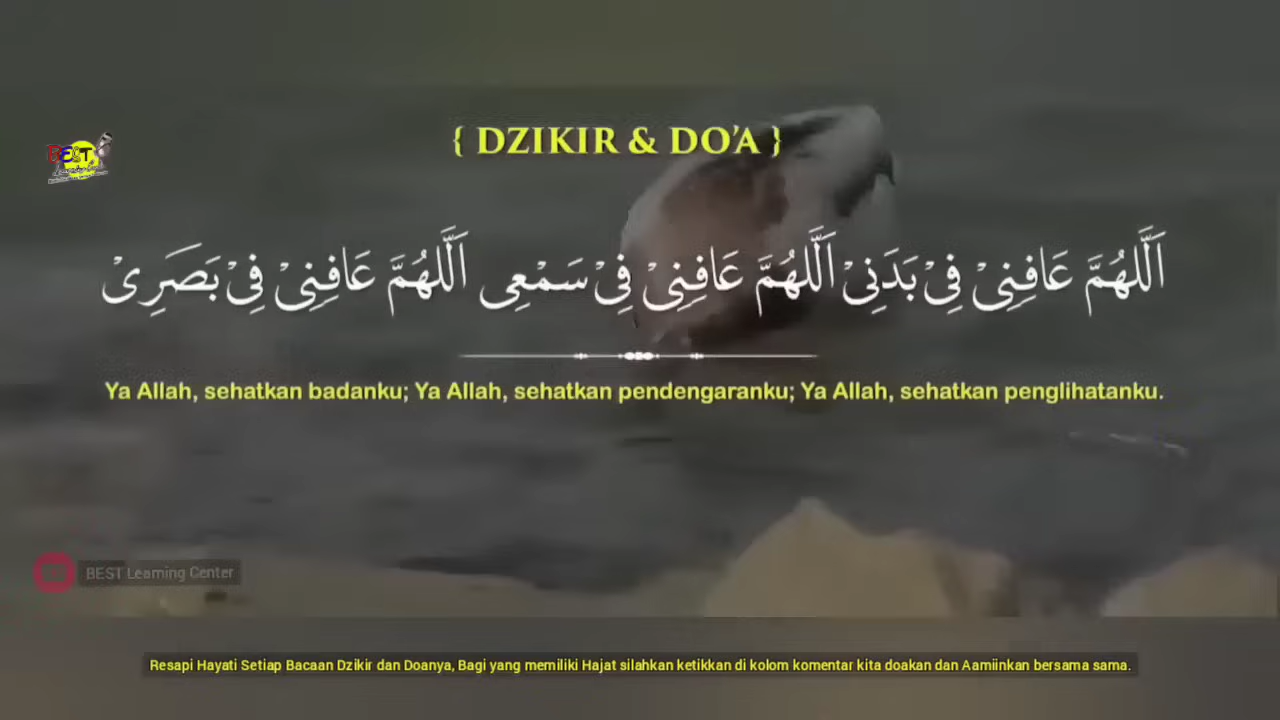 { DZIKIR & DO'A }
BEST
اَللّٰهُمَّ عَافِنِيْ فِيْ بَدَنِيْ اَللّٰهُمَّ عَافِنِيْ فِيْ سَمْعِى اَللّٰهُمَّ عَافِنِيْ فِيْ بَصَرِىْ
Ya Allah, sehatkan badanku; Ya Allah, sehatkan pendengaranku; Ya Allah, sehatkan penglihatanku.
BEST Learning Center
Resapi Hayati Setiap Bacaan Dzikir dan Doanya, Bagi yang memiliki Hajat silahkan ketikkan di kolom komentar kita doakan dan Aamiinkan bersama sama.